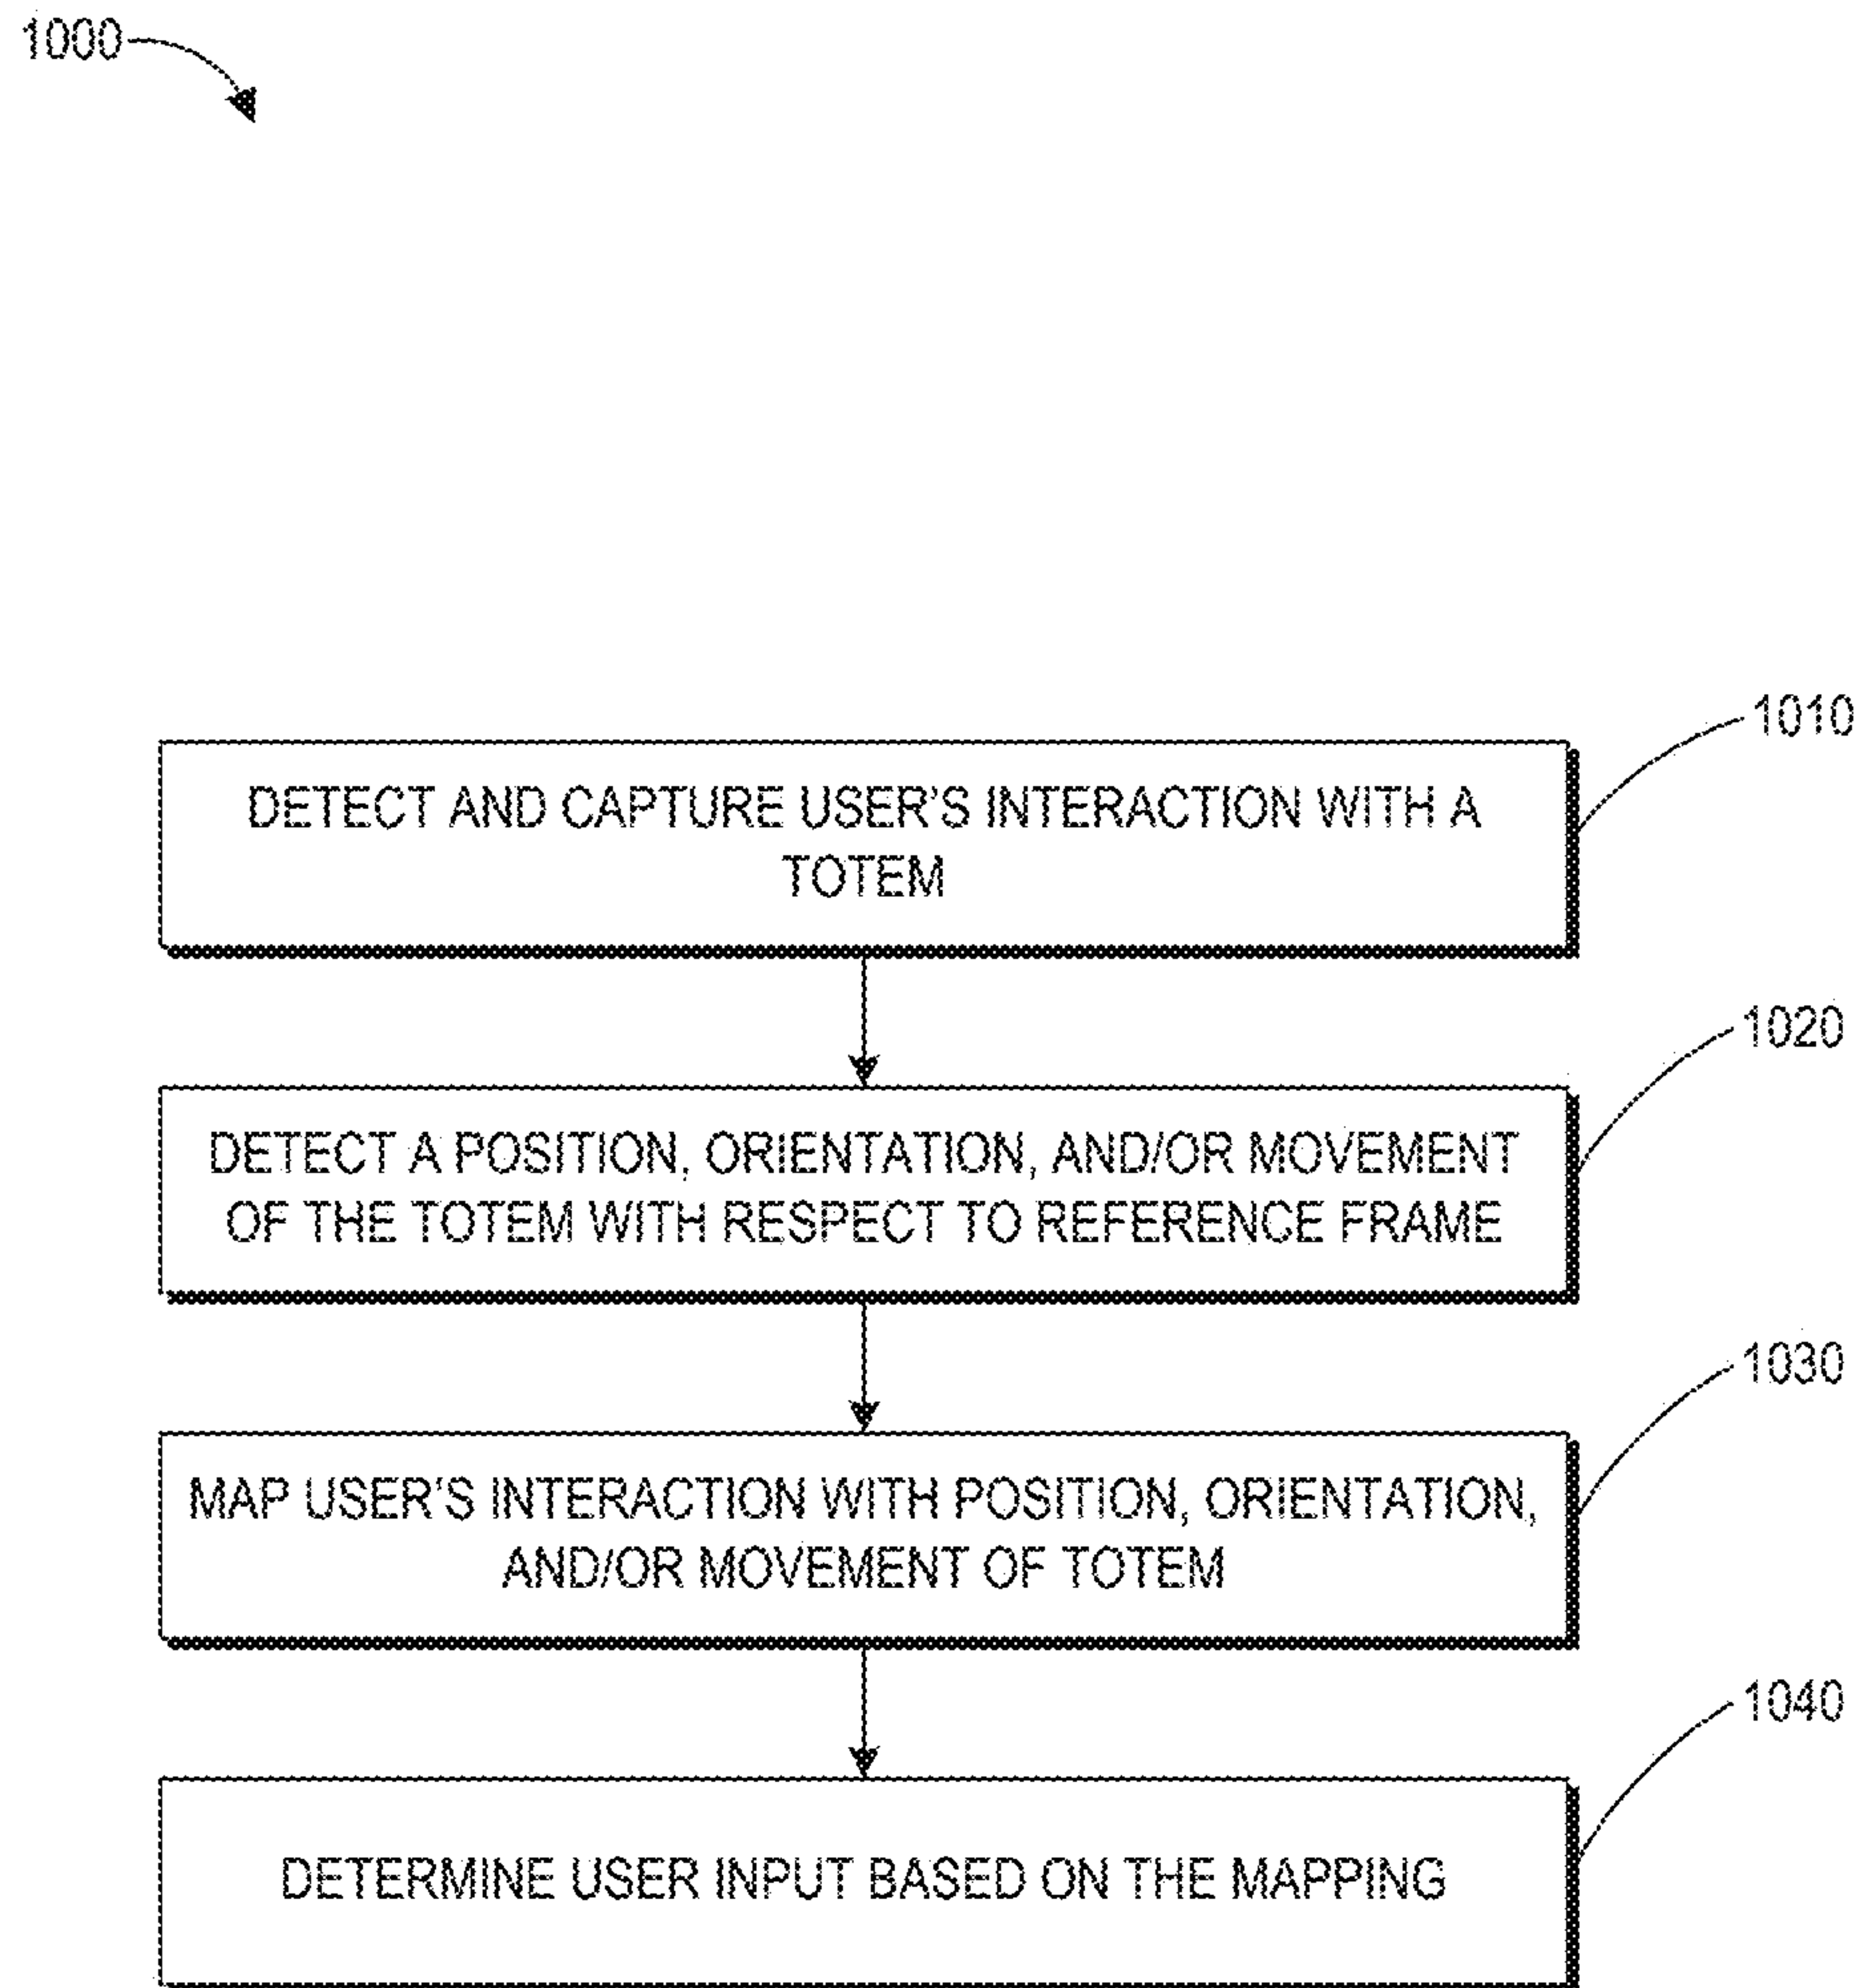 1000
1010
DETECT AND CAPTURE USER'S INTERACTION WITH A
TOTEM
1020
DETECT A POSITION, ORIENTATION, AND/OR MOVEMENT
OF THE TOTEM WITH RESPECT TO REFERENCE FRAME
1030
MAP USER'S INTERACTION WITH POSITION, ORIENTATION,
AND/OR MOVEMENT OF TOTEM
1040
DETERMINE USER INPUT BASED ON THE MAPPING